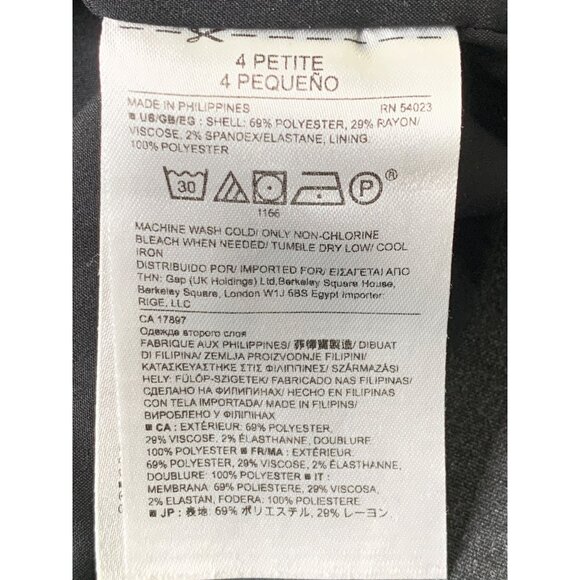 4 PETITE
4 PEQUEÑO
MADE IN PHILIPPINES RN 54023
■ US/GB/EG : SHELL: 69% POLYESTER, 29% RAYON/
VISCOSE, 2% SPANDEX/ELASTANE, LINING:
100% POLYESTER
30 P
1166
MACHINE WASH COLD/ ONLY NON-CHLORINE
BLEACH WHEN NEEDED/ TUMBLE DRY LOW/ COOL
IRON
DISTRIBUIDO POR/ IMPORTED FOR/ ΕΙΣΑΓΕΤΑΙ ΑΠΟ
ΤΗΝ: Gap (UK Holdings) Ltd,Berkeley Square House,
Berkeley Square, London W1J 6BS Egypt Importer:
RIGE, LLC
CA 17897
Одежда второго слоя
FABRIQUE AUX PHILIPPINES/ 菲律賓製造/ DIBUAT
DI FILIPINA/ ZEMLJA PROIZVODNJE FILIPINI/
ΚΑΤΑΣΚΕΥΑΣΤΗΚΕ ΣΤΙΣ ΦΙΛΙΠΠΙΝΕΣ/ SZÁRMAZÁSI
HELY: FÜLÖP-SZIGETEK/ FABRICADO NAS FILIPINAS/
СДЕЛАНО НА ФИЛИПИНАХ/ HECHO EN FILIPINAS
CON TELA IMPORTADA/ MADE IN FILIPINS/
ВИРОБЛЕНО У ФІЛІПІНАХ
■ CA : EXTÉRIEUR: 69% POLYESTER,
29% VISCOSE, 2% ÉLASTHANNE, DOUBLURE
100% POLYESTER ■ FR/MA : EXTÉRIEUR:
69% POLYESTER, 29% VISCOSE, 2% ÉLASTHANNE,
DOUBLURE: 100% POLYESTER ■ IT :
MEMBRANA: 69% POLIESTERE, 29% VISCOSA,
2% ELASTAN, FODERA: 100% POLIESTERE
■ JP : 表地: 69% ポリエステル, 29% レーヨン